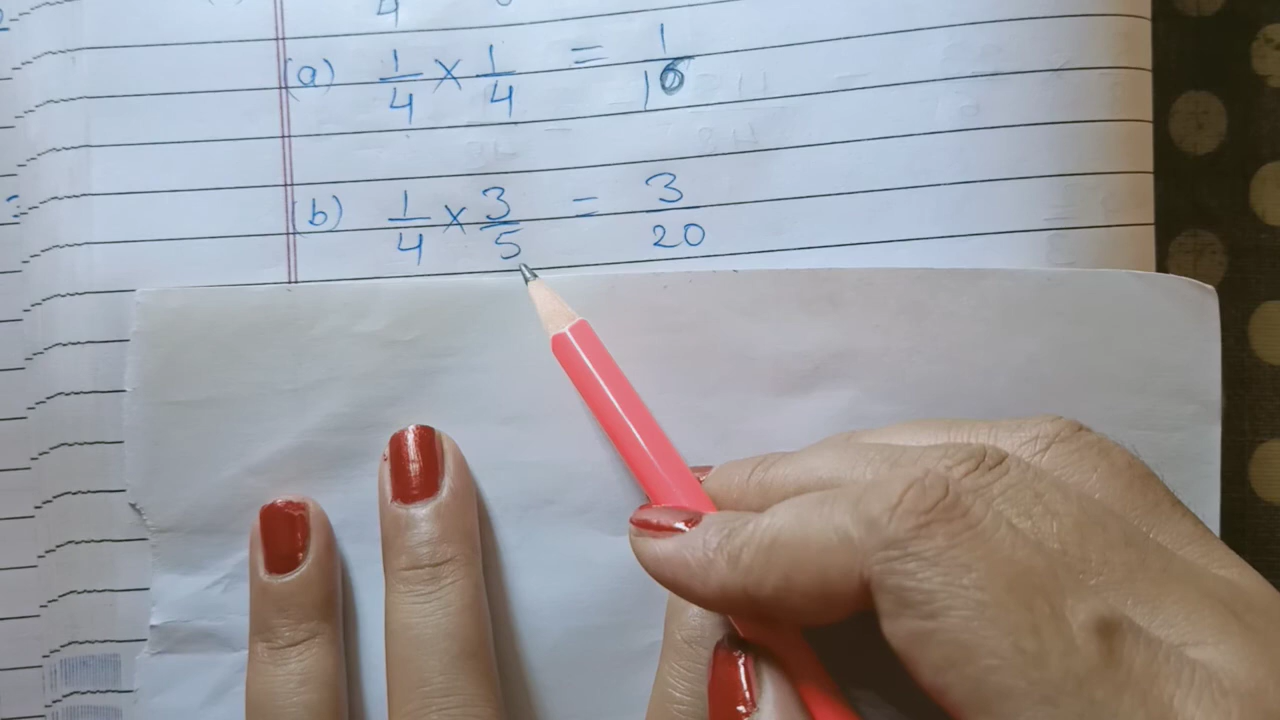 (a) 1/4 × 1/4 = 1/16
(b) 1/4 × 3/5 = 3/20